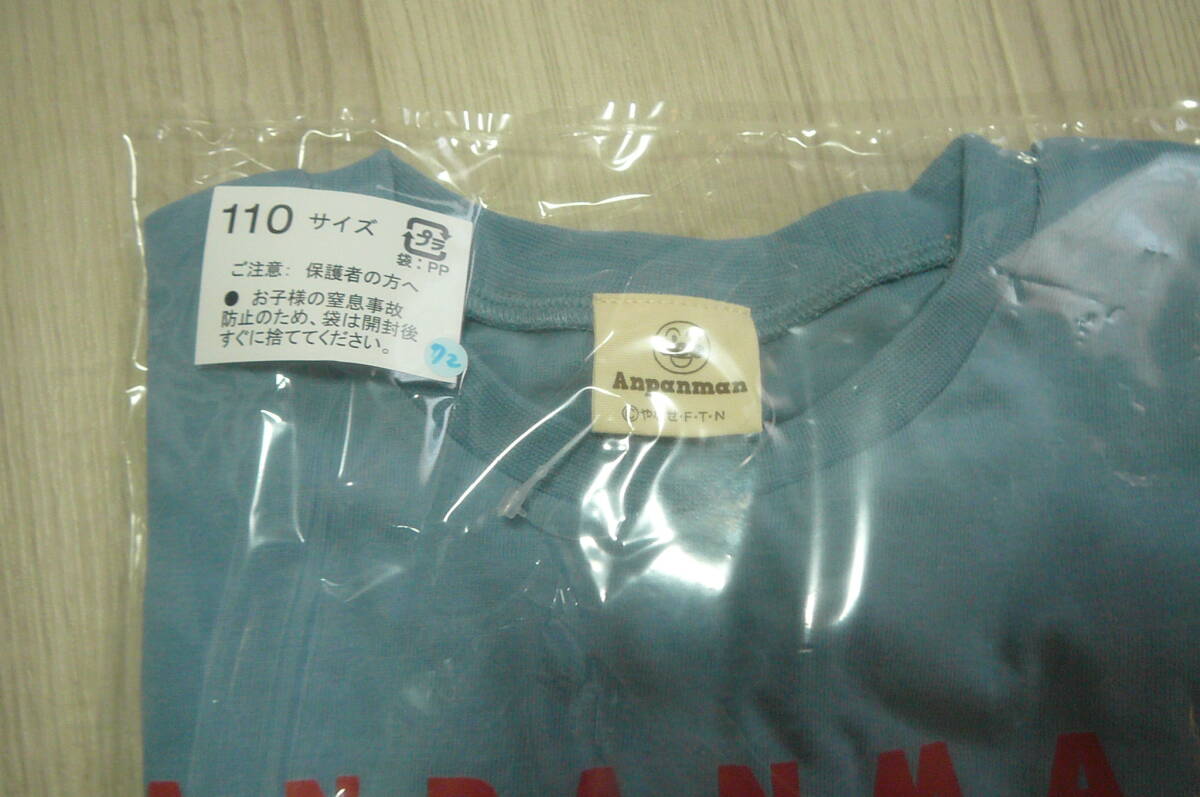 110 サイズ
プラ
袋:PP
ご注意: 保護者の方へ
● お子様の窒息事故
防止のため、袋は開封後
すぐに捨ててください。
72
Anpanman
©やなせ・F・T・N
ANPANMA